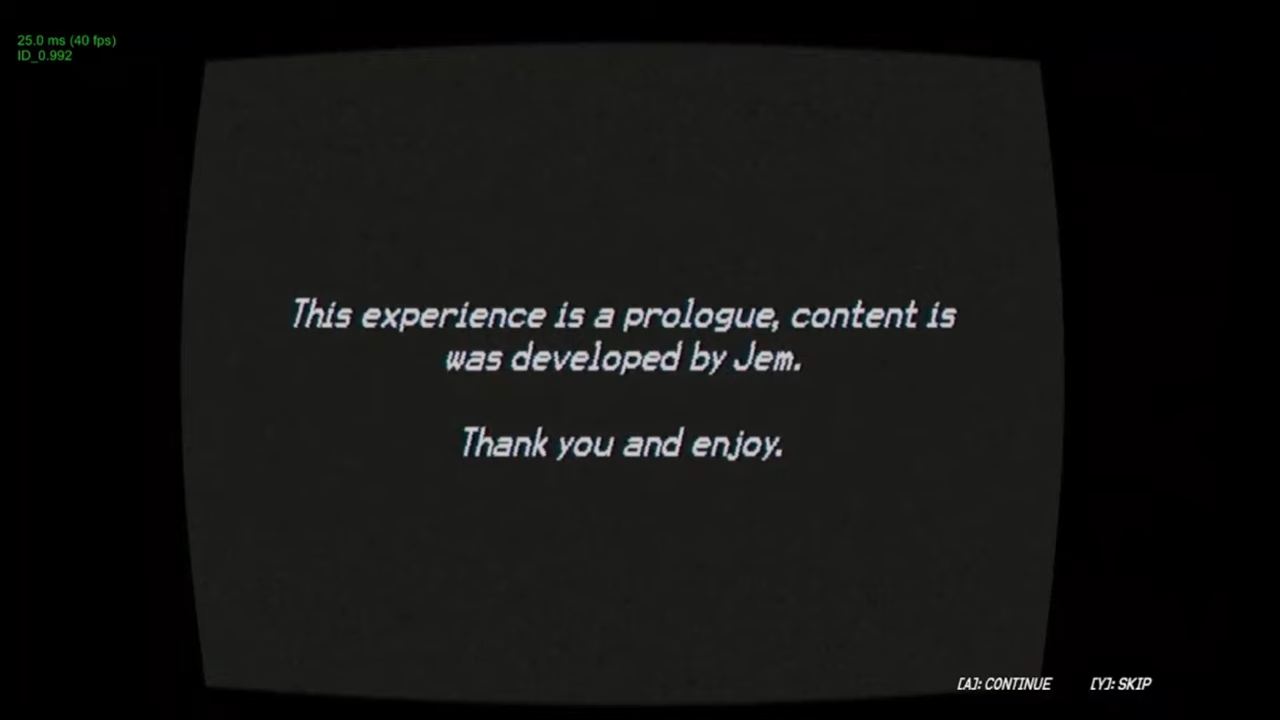 25.0 ms (40 fps)
ID_0.992
This experience is a prologue, content is
was developed by Jem.
Thank you and enjoy.
[A]: CONTINUE [Y]: SKIP